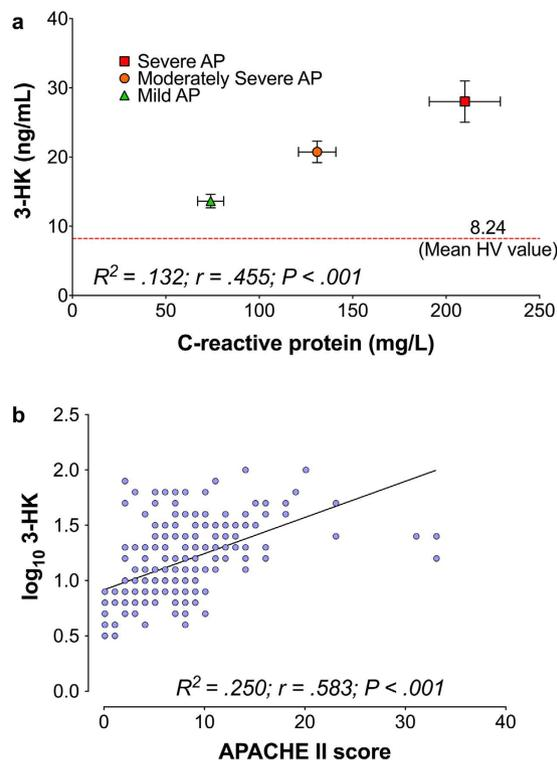 a
40
30
20
10
0
3-HK (ng/mL)
Severe AP
Moderately Severe AP
Mild AP
8.24
(Mean HV value)
R² = .132; r = .455; P < .001
0 50 100 150 200 250
C-reactive protein (mg/L)
b
2.5
2.0
1.5
1.0
0.5
0.0
log₁₀ 3-HK
R² = .250; r = .583; P < .001
0 10 20 30 40
APACHE II score